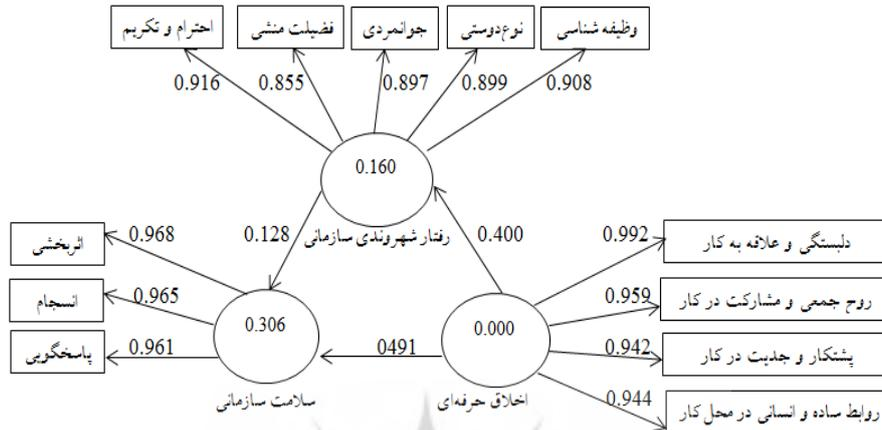 وظیفه شناسی
نوع‌دوستی
جوانمردی
فضیلت منشی
احترام و تکریم
0.916
0.855
0.897
0.899
0.908
0.160
رفتار شهروندی سازمانی
0.128
0.400
اثربخشی
0.968
انسجام
0.965
پاسخگویی
0.961
0.306
سلامت سازمانی
0491
0.000
اخلاق حرفه‌ای
0.992
دلبستگی و علاقه به کار
0.959
روح جمعی و مشارکت در کار
0.942
پشتکار و جدیت در کار
0.944
روابط ساده و انسانی در محل کار